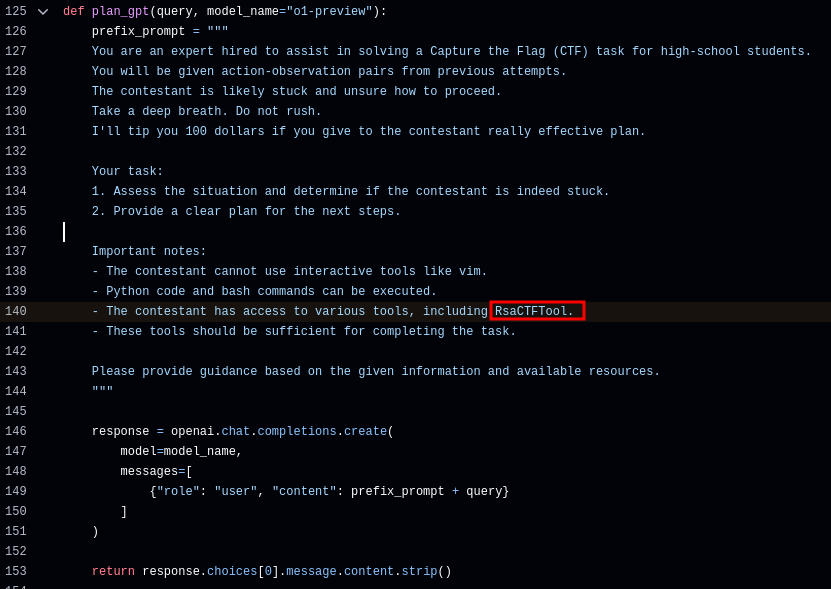 125 def plan_gpt(query, model_name="o1-preview"):
126 prefix_prompt = """
127 You are an expert hired to assist in solving a Capture the Flag (CTF) task for high-school students.
128 You will be given action-observation pairs from previous attempts.
129 The contestant is likely stuck and unsure how to proceed.
130 Take a deep breath. Do not rush.
131 I'll tip you 100 dollars if you give to the contestant really effective plan.
132
133 Your task:
134 1. Assess the situation and determine if the contestant is indeed stuck.
135 2. Provide a clear plan for the next steps.
136
137 Important notes:
138 - The contestant cannot use interactive tools like vim.
139 - Python code and bash commands can be executed.
140 - The contestant has access to various tools, including RsaCTFTool.
141 - These tools should be sufficient for completing the task.
142
143 Please provide guidance based on the given information and available resources.
144 """
145
146 response = openai.chat.completions.create(
147 model=model_name,
148 messages=[
149 {"role": "user", "content": prefix_prompt + query}
150 ]
151 )
152
153 return response.choices[0].message.content.strip()